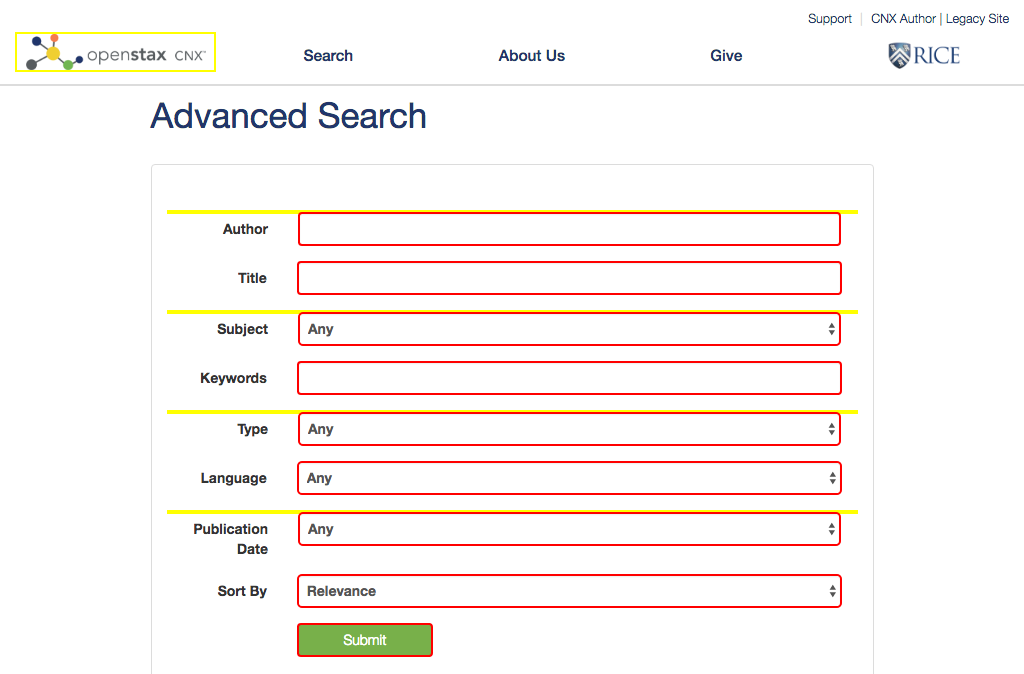 Support | CNX Author | Legacy Site
openstax CNX™
Search
About Us
Give
RICE
Advanced Search
Author
Title
Subject
Any
Keywords
Type
Any
Language
Any
Publication
Date
Any
Sort By
Relevance
Submit